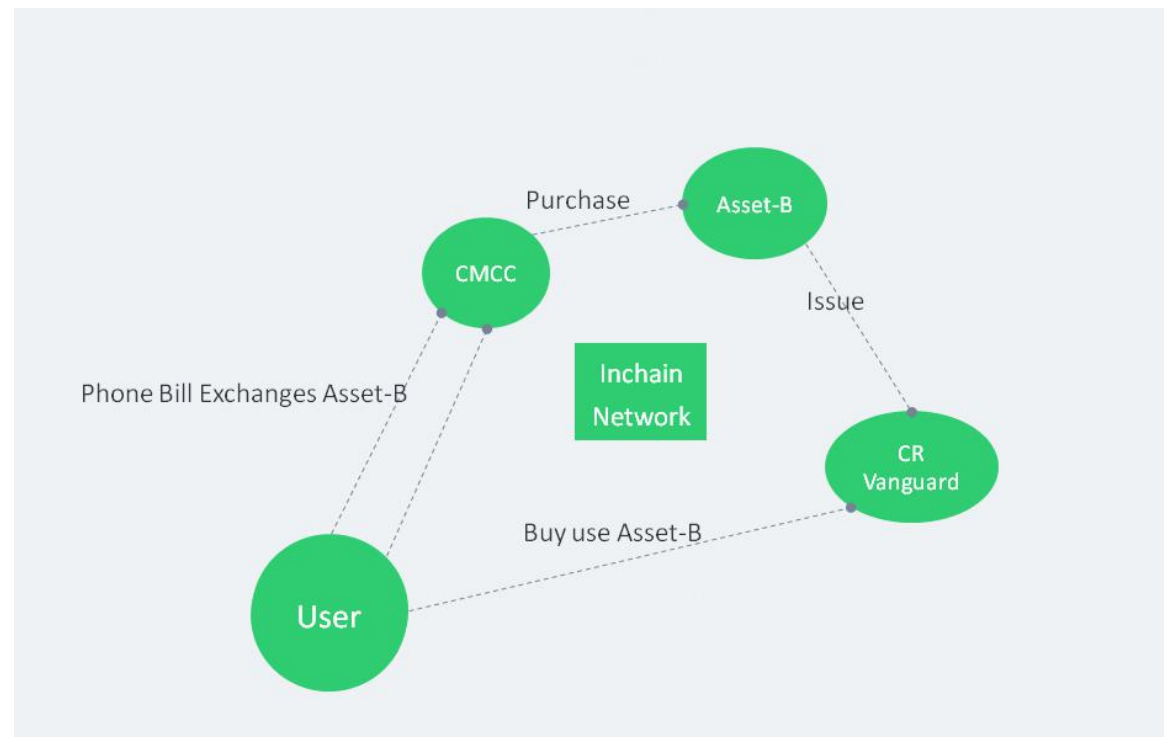 Purchase
Asset-B
CMCC
Issue
Inchain
Network
Phone Bill Exchanges Asset-B
CR
Vanguard
Buy use Asset-B
User